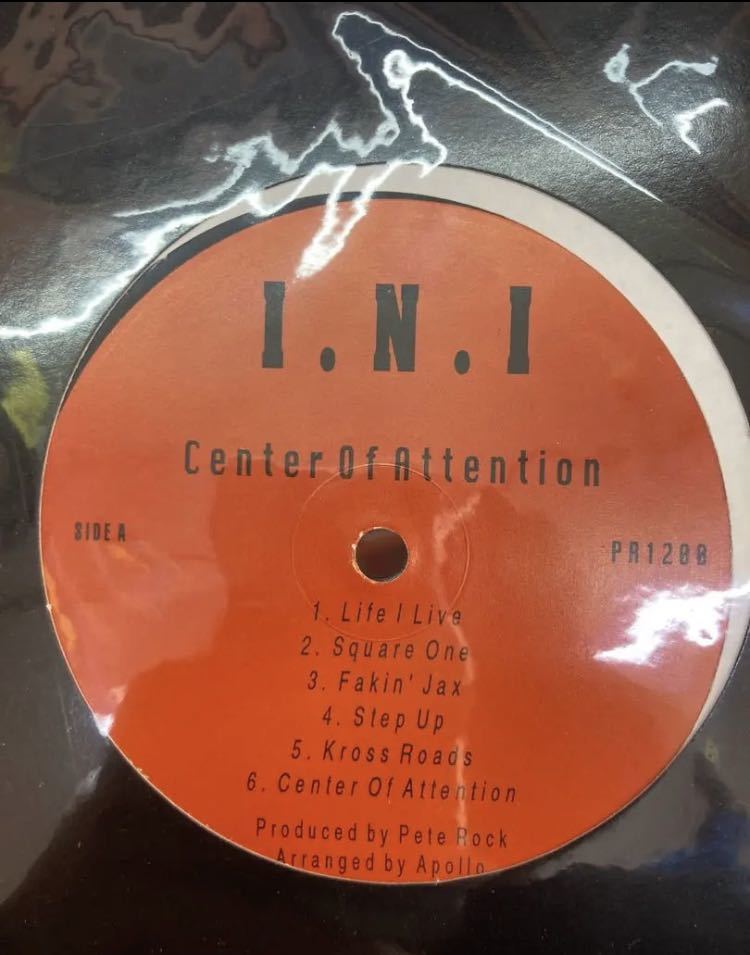 I.N.I
Center Of Attention
SIDE A
PR1200
1. Life I Live
2. Square One
3. Fakin' Jax
4. Step Up
5. Kross Roads
6. Center Of Attention
Produced by Pete Rock
Arranged by Apollo